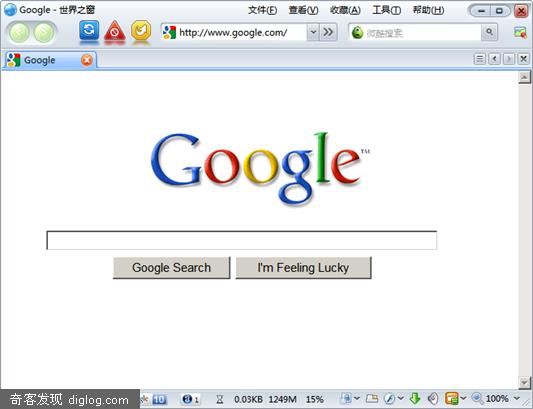 Google - 世界之窗
文件(F) 查看(V) 收藏(A) 工具(T) 帮助(H)
http://www.google.com/
微酷搜索
Google
Google™
Google Search I'm Feeling Lucky
奇客发现 diglog.com
10 1 0.03KB 1249M 15% 100%